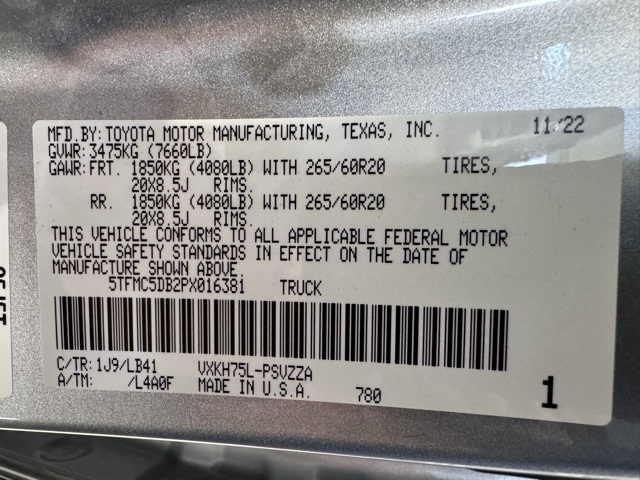 MFD.BY:TOYOTA MOTOR MANUFACTURING, TEXAS, INC. 11/22
GVWR:3475KG (7660LB)
GAWR:FRT. 1850KG (4080LB) WITH 265/60R20 TIRES,
20X8.5J RIMS.
RR. 1850KG (4080LB) WITH 265/60R20 TIRES,
20X8.5J RIMS.
THIS VEHICLE CONFORMS TO ALL APPLICABLE FEDERAL MOTOR
VEHICLE SAFETY STANDARDS IN EFFECT ON THE DATE OF
MANUFACTURE SHOWN ABOVE.
5TFMC5DB2PX016381 TRUCK
C/TR:1J9/LB41 VXKH75L-PSVZZA
A/TM: /L4A0F MADE IN U.S.A. 780 1